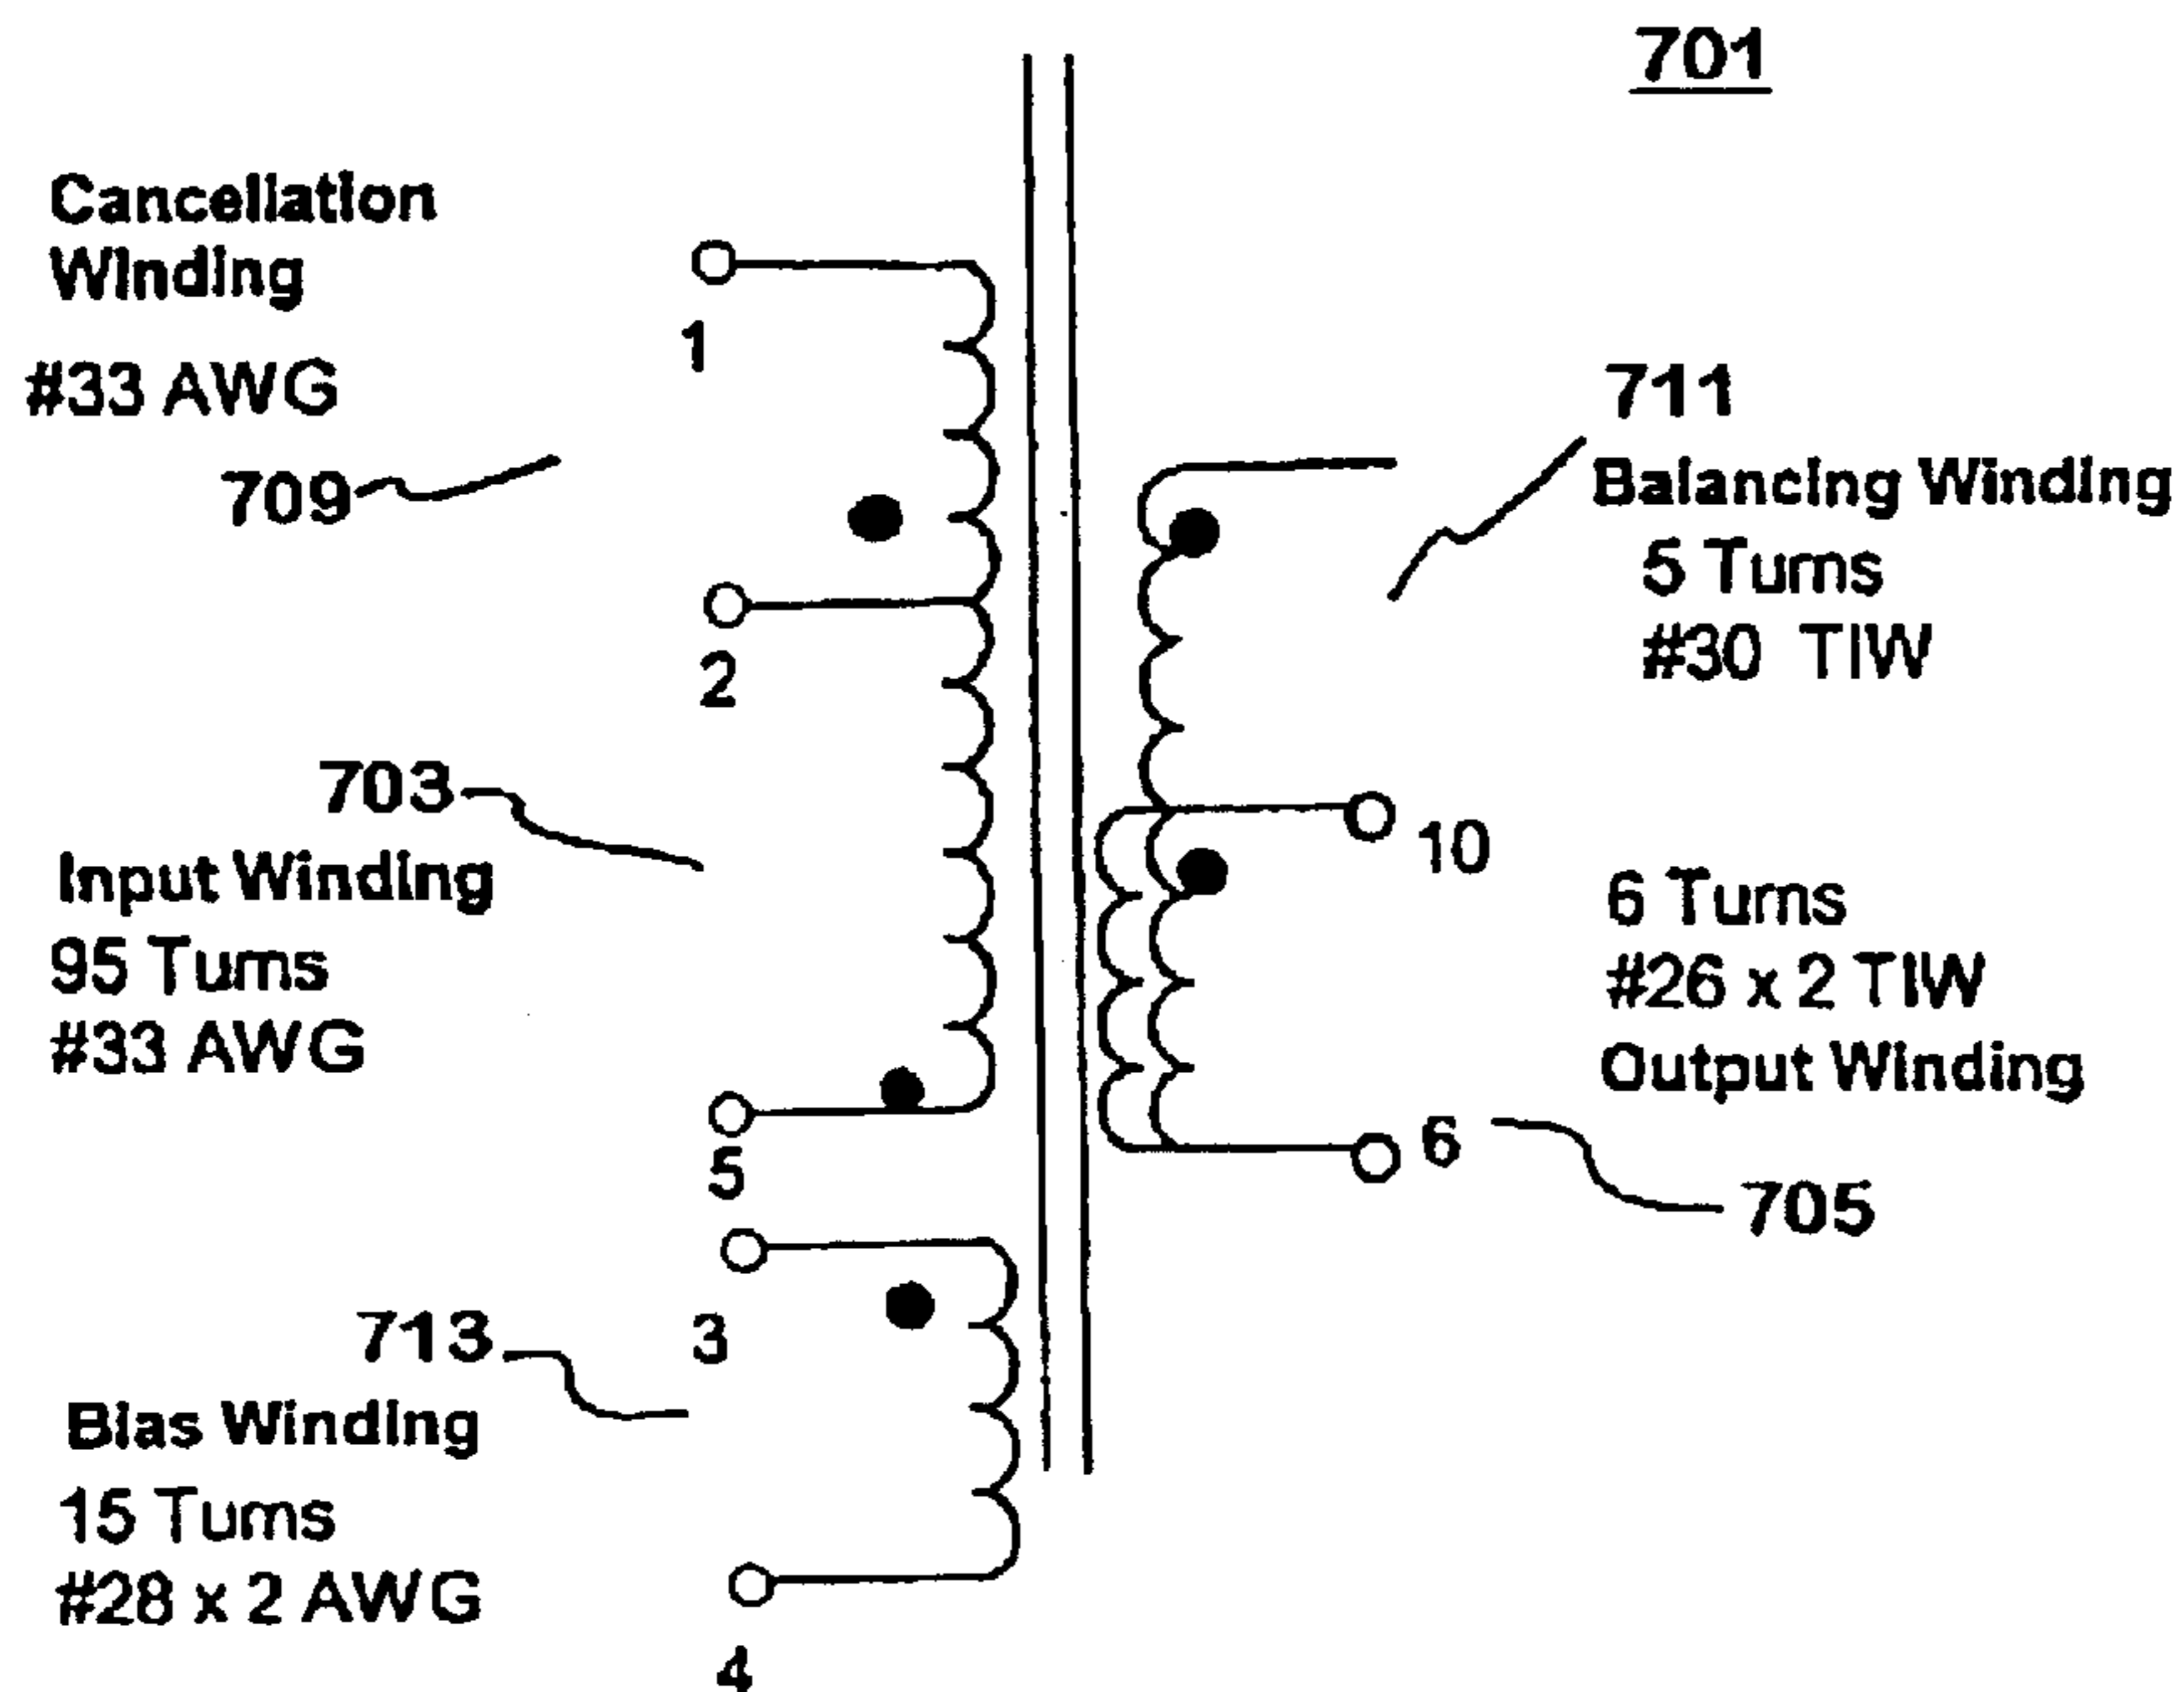 701
Cancellation
Winding
#33 AWG
709
1
2
703
Input Winding
95 Turns
#33 AWG
5
3
713
Bias Winding
15 Turns
#28 x 2 AWG
4
711
Balancing Winding
5 Turns
#30 TIW
10
6 Turns
#26 x 2 TIW
Output Winding
6
705